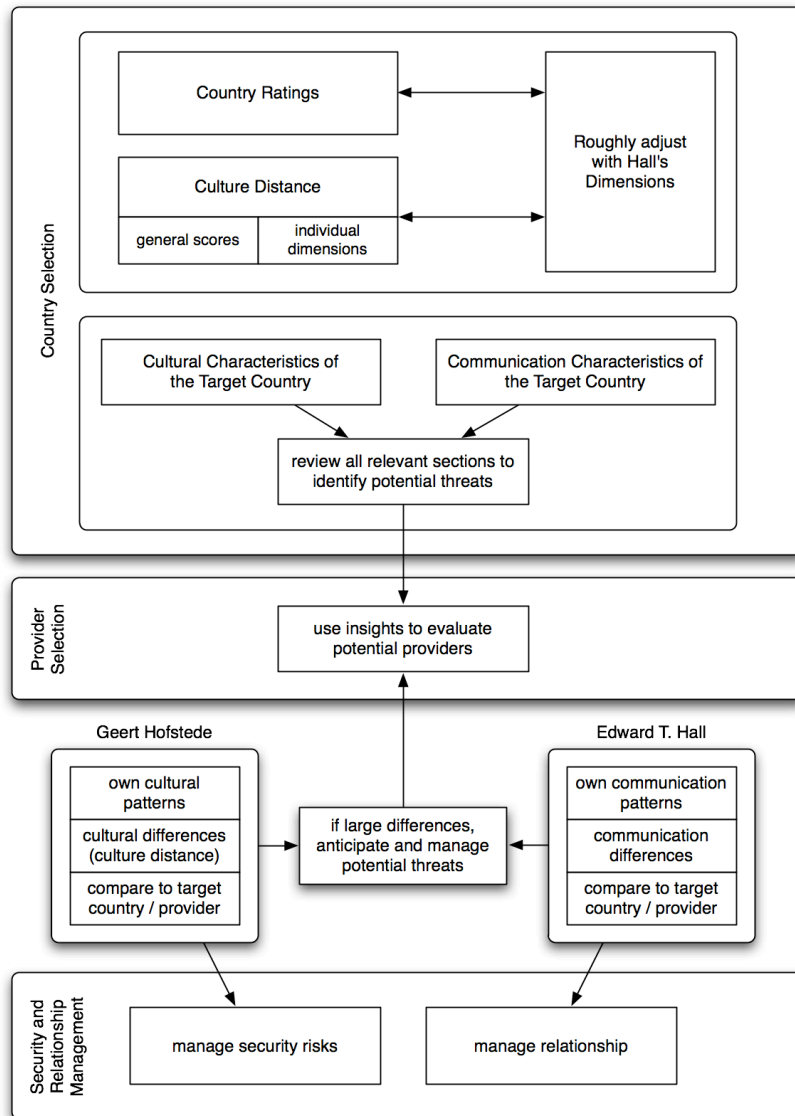 Country Selection
Country Ratings
Roughly adjust
with Hall's
Dimensions
Culture Distance
general scores
individual
dimensions
Cultural Characteristics of
the Target Country
Communication Characteristics of
the Target Country
review all relevant sections to
identify potential threats
Provider
Selection
use insights to evaluate
potential providers
Geert Hofstede
own cultural
patterns
cultural differences
(culture distance)
compare to target
country / provider
if large differences,
anticipate and manage
potential threats
Edward T. Hall
own communication
patterns
communication
differences
compare to target
country / provider
Security and
Relationship
Management
manage security risks
manage relationship